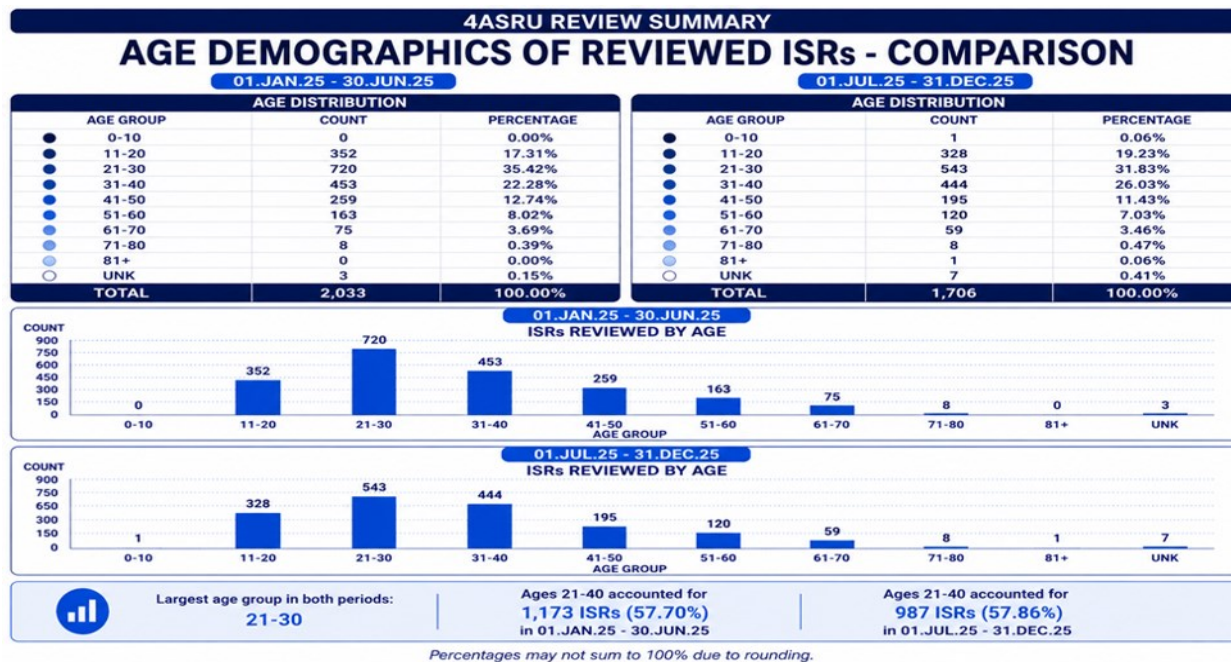 4ASRU REVIEW SUMMARY
AGE DEMOGRAPHICS OF REVIEWED ISRs - COMPARISON
01.JAN.25 - 30.JUN.25
AGE DISTRIBUTION
AGE GROUP COUNT PERCENTAGE
0-10 0 0.00%
11-20 352 17.31%
21-30 720 35.42%
31-40 453 22.28%
41-50 259 12.74%
51-60 163 8.02%
61-70 75 3.69%
71-80 8 0.39%
81+ 0 0.00%
UNK 3 0.15%
TOTAL 2,033 100.00%
01.JUL.25 - 31.DEC.25
AGE DISTRIBUTION
AGE GROUP COUNT PERCENTAGE
0-10 1 0.06%
11-20 328 19.23%
21-30 543 31.83%
31-40 444 26.03%
41-50 195 11.43%
51-60 120 7.03%
61-70 59 3.46%
71-80 8 0.47%
81+ 1 0.06%
UNK 7 0.41%
TOTAL 1,706 100.00%
01.JAN.25 - 30.JUN.25
ISRs REVIEWED BY AGE
COUNT
900
750
600
450
300
150
0
0 352 720 453 259 163 75 8 0 3
0-10 11-20 21-30 31-40 41-50 51-60 61-70 71-80 81+ UNK
AGE GROUP
01.JUL.25 - 31.DEC.25
ISRs REVIEWED BY AGE
COUNT
900
750
650
300
150
0
1 328 543 444 195 120 59 8 1 7
0-10 11-20 21-30 31-40 41-50 51-60 61-70 71-80 81+ UNK
AGE GROUP
Largest age group in both periods:
21-30
Ages 21-40 accounted for
1,173 ISRs (57.70%)
in 01.JAN.25 - 30.JUN.25
Ages 21-40 accounted for
987 ISRs (57.86%)
in 01.JUL.25 - 31.DEC.25
Percentages may not sum to 100% due to rounding.